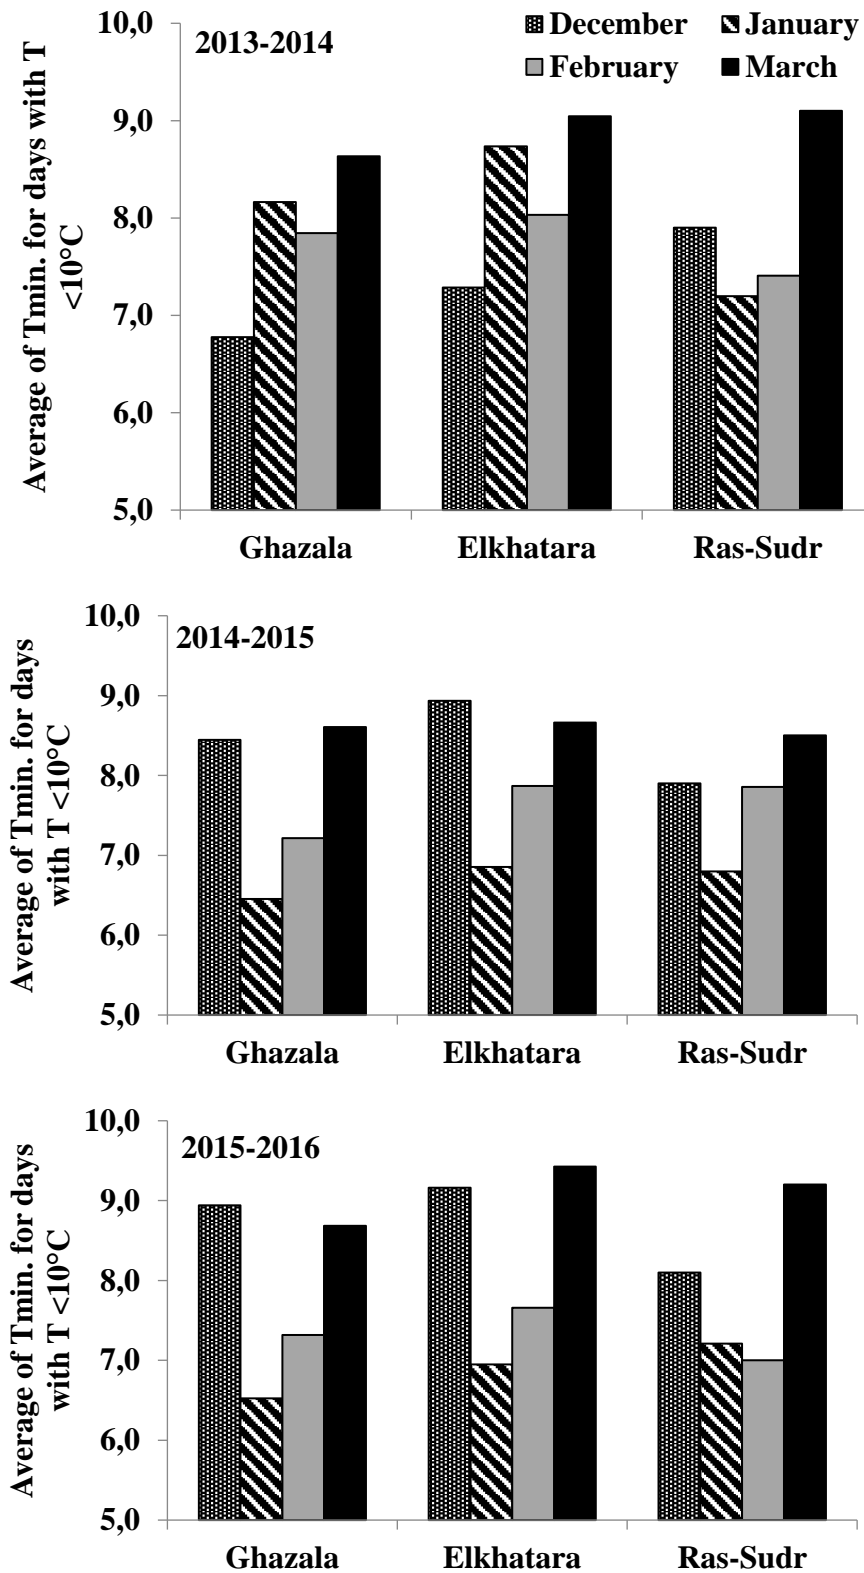 2013-2014
December
January
February
March
Average of Tmin. for days with T
<10°C
10,0
9,0
8,0
7,0
6,0
5,0
Ghazala
Elkhatara
Ras-Sudr
2014-2015
Average of Tmin. for days
with T <10°C
10,0
9,0
8,0
7,0
6,0
5,0
Ghazala
Elkhatara
Ras-Sudr
2015-2016
Average of Tmin. for days
with T <10°C
10,0
9,0
8,0
7,0
6,0
5,0
Ghazala
Elkhatara
Ras-Sudr